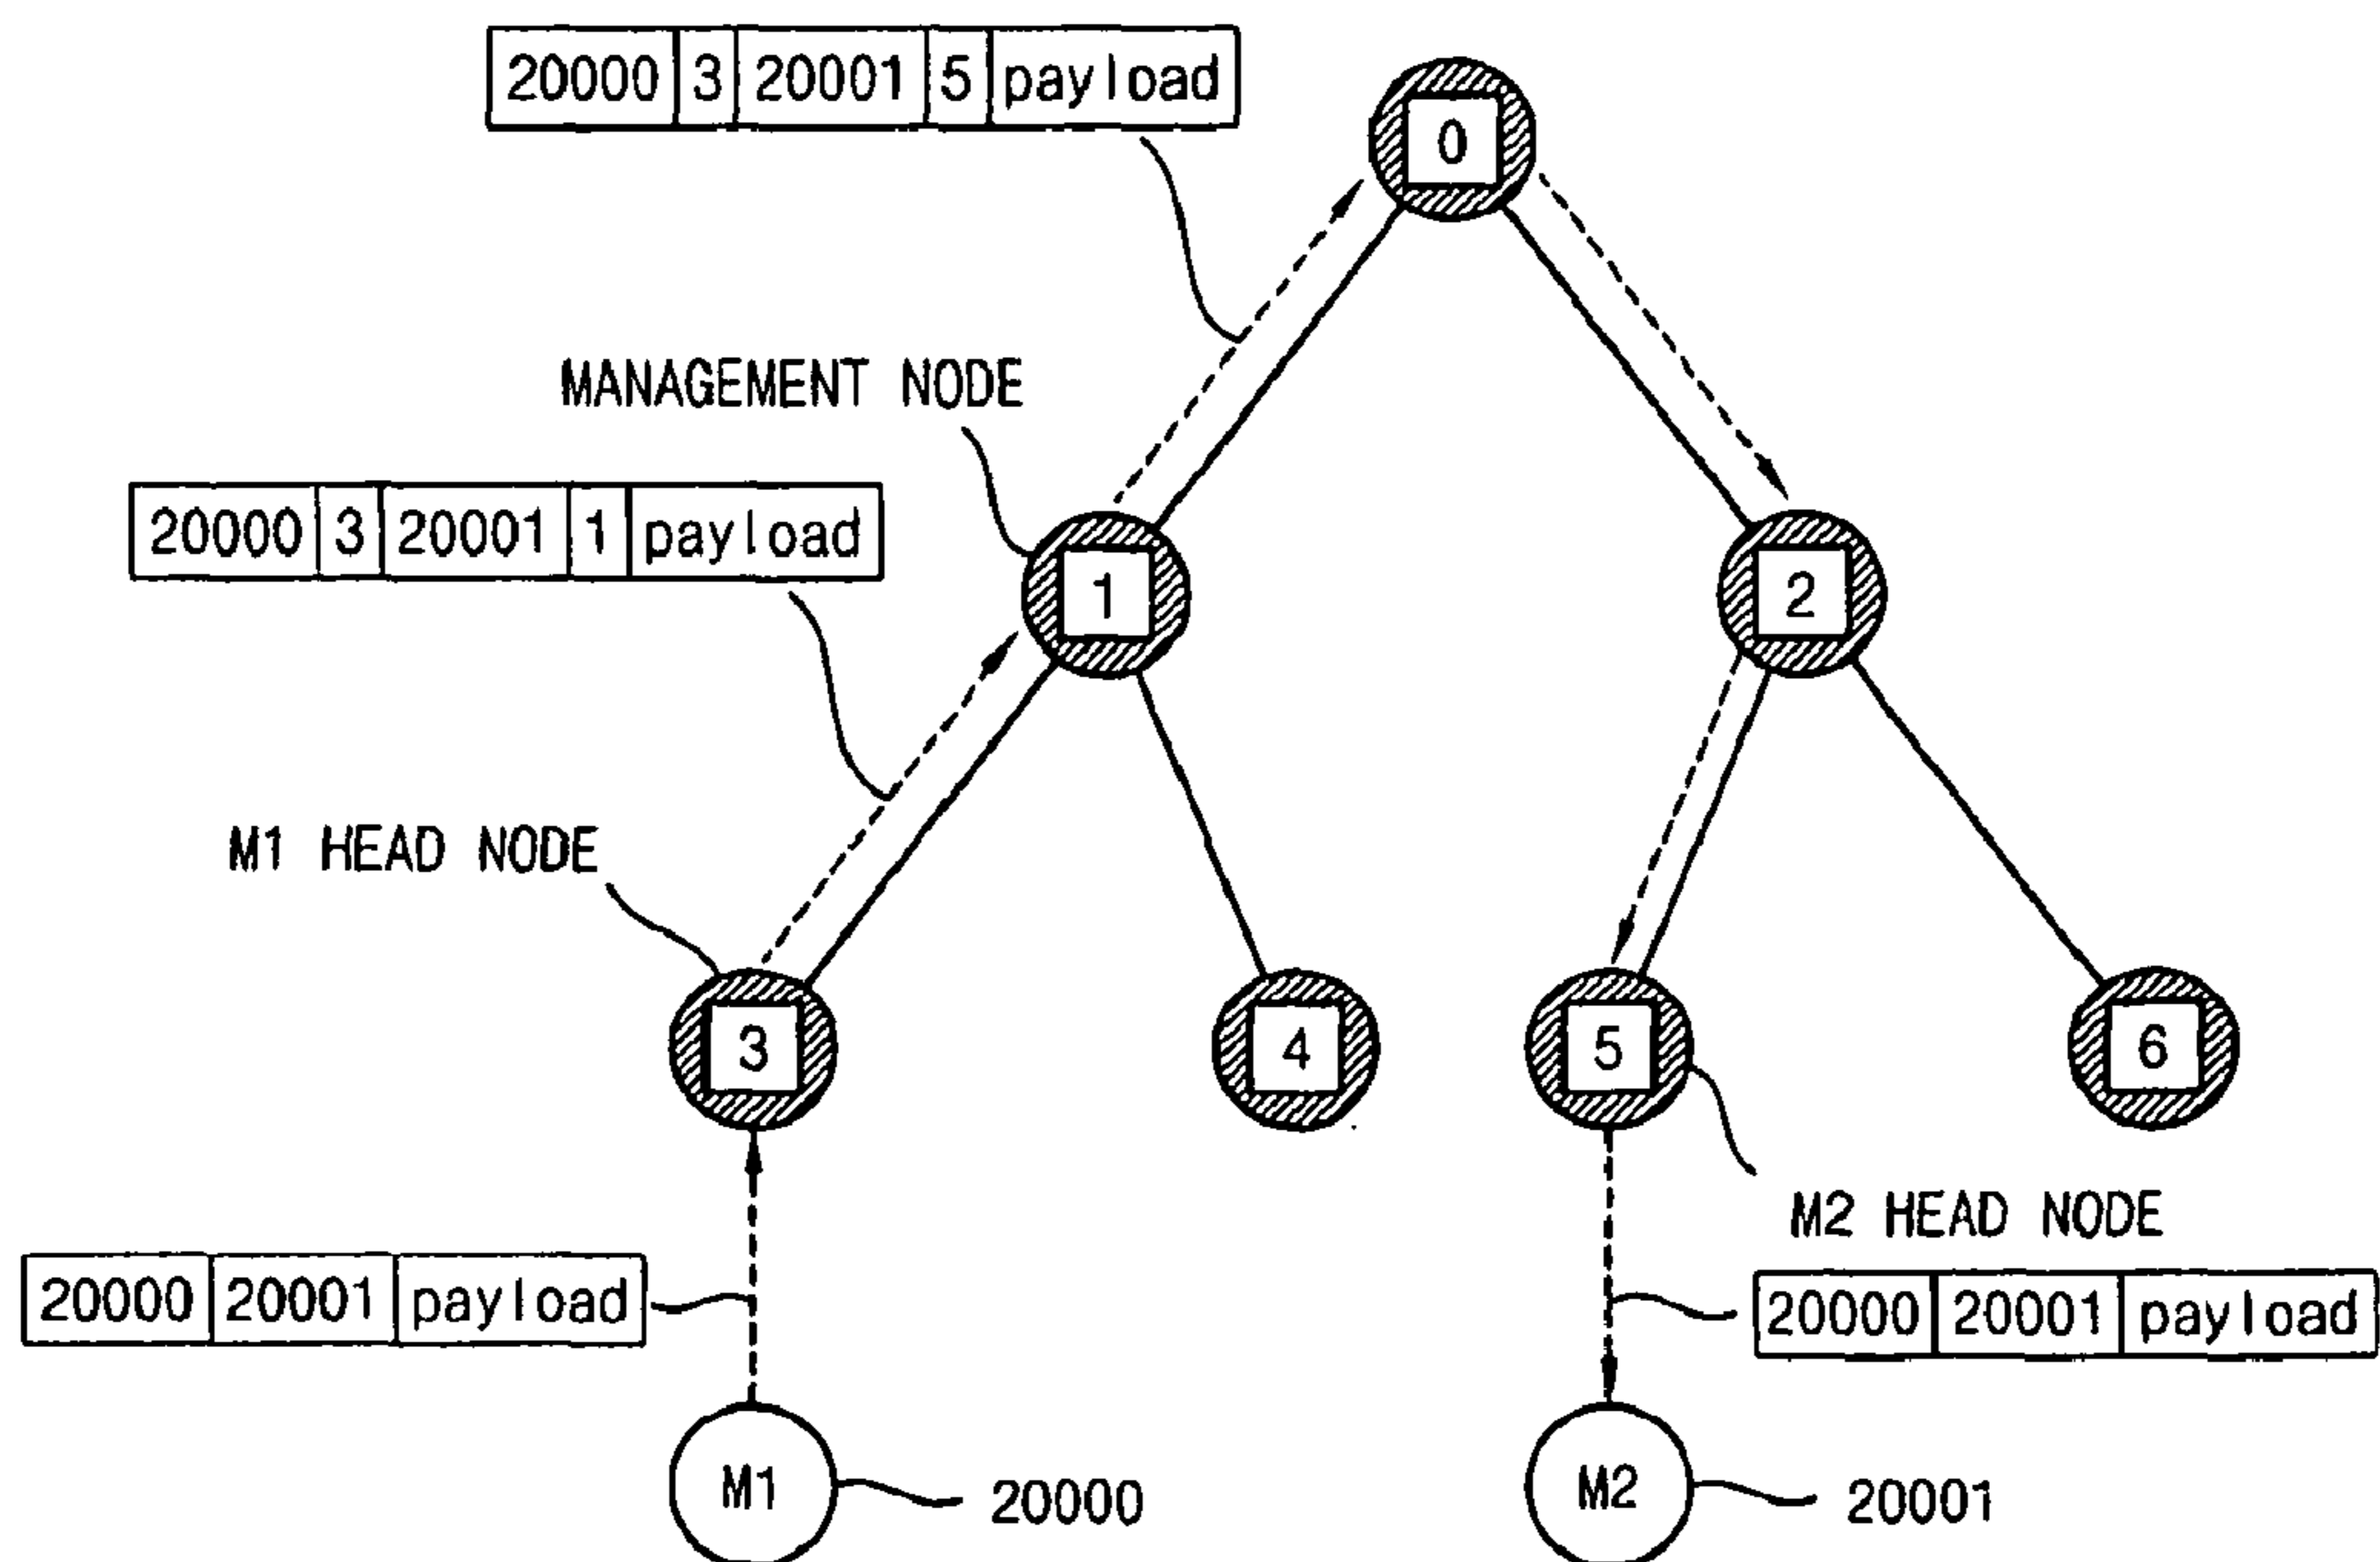 20000 3 20001 5 payload
0
MANAGEMENT NODE
20000 3 20001 1 payload
1
2
M1 HEAD NODE
3
4
5
6
M2 HEAD NODE
20000 20001 payload
20000 20001 payload
M1
20000
M2
20001